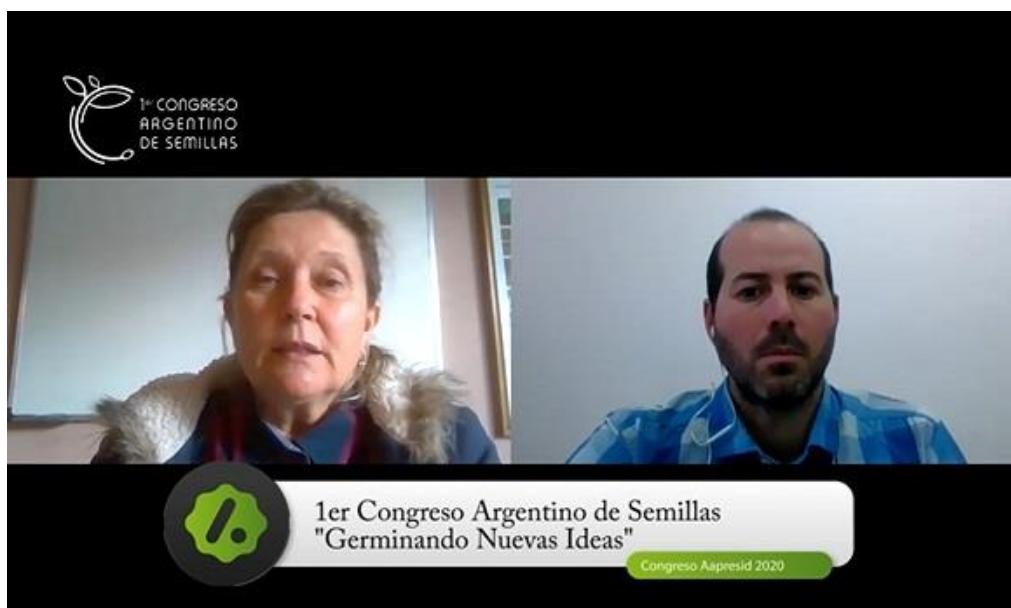 1er CONGRESO
ARGENTINO
DE SEMILLAS
1er Congreso Argentino de Semillas
"Germinando Nuevas Ideas"
Congreso Aapresid 2020